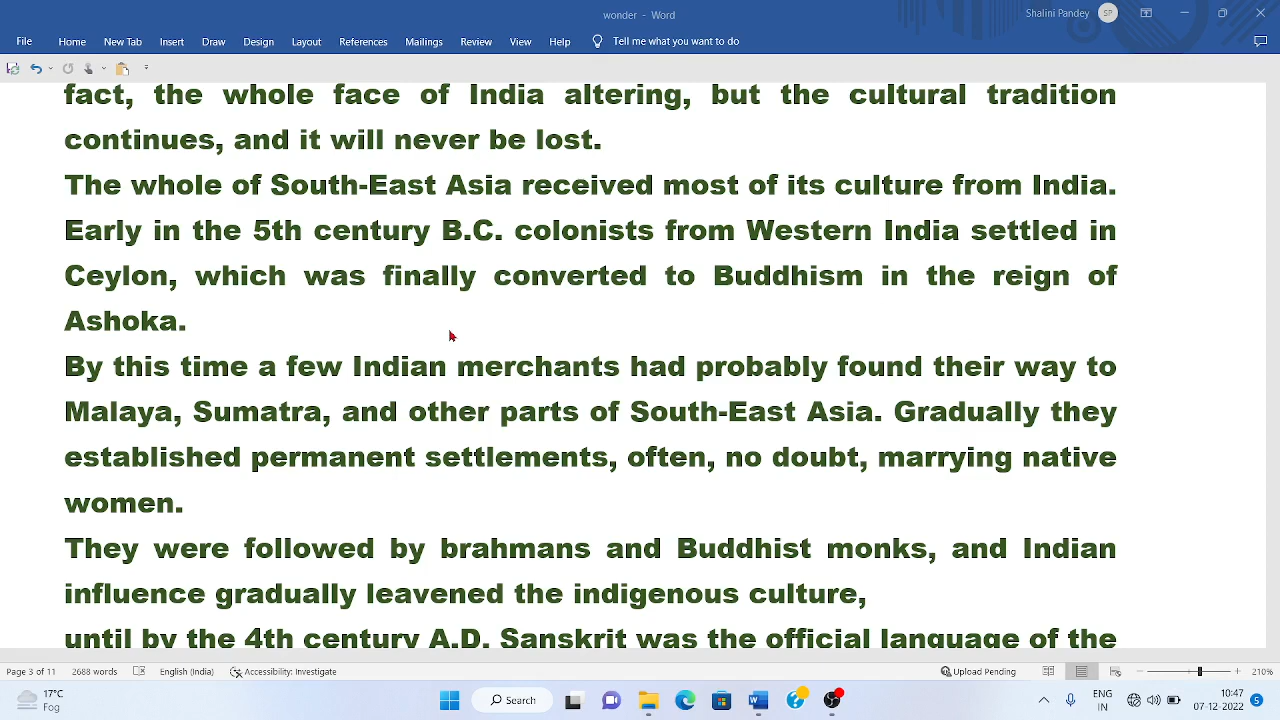 wonder - Word
Shalini Pandey SP
File Home New Tab Insert Draw Design Layout References Mailings Review View Help Tell me what you want to do
fact, the whole face of India altering, but the cultural tradition
continues, and it will never be lost.
The whole of South-East Asia received most of its culture from India.
Early in the 5th century B.C. colonists from Western India settled in
Ceylon, which was finally converted to Buddhism in the reign of
Ashoka.
By this time a few Indian merchants had probably found their way to
Malaya, Sumatra, and other parts of South-East Asia. Gradually they
established permanent settlements, often, no doubt, marrying native
women.
They were followed by brahmans and Buddhist monks, and Indian
influence gradually leavened the indigenous culture,
until by the 4th century A.D. Sanskrit was the official language of the
Page 3 of 11 2688 words English (India) Accessibility: Investigate Upload Pending 210%
17°C
Fog
Search
ENG
IN
10:47
07-12-2022
5